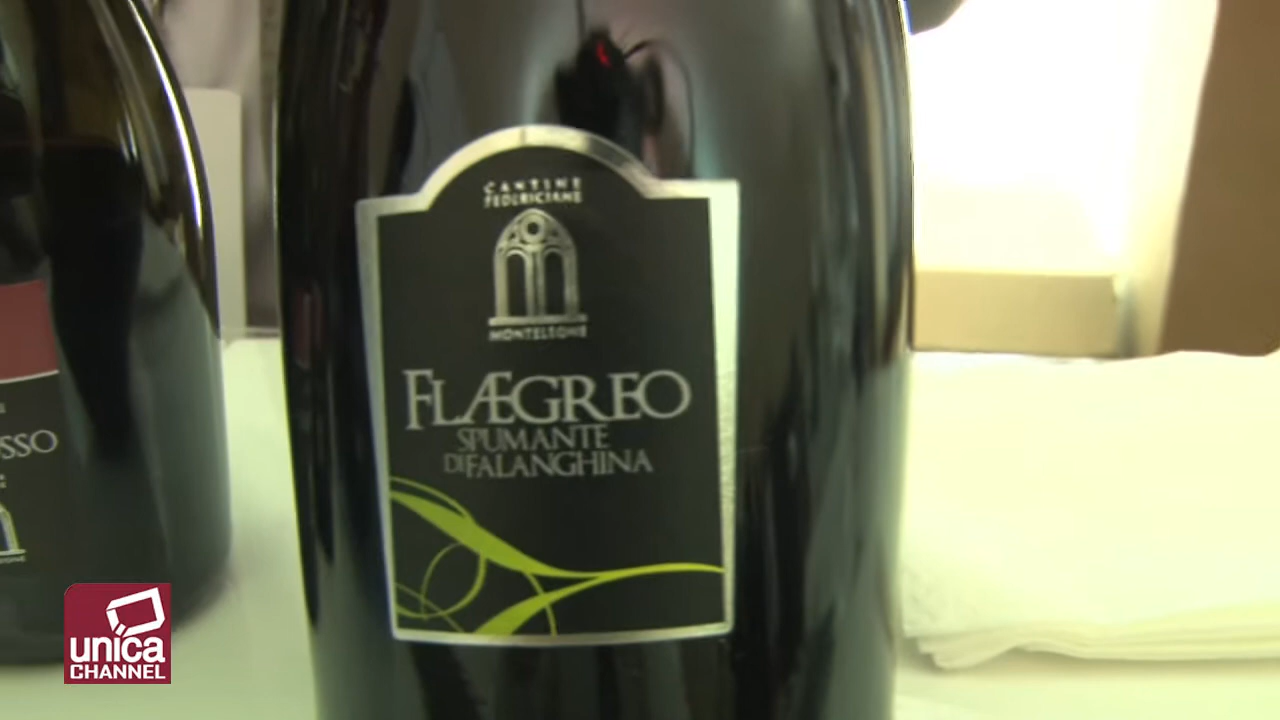 CANTINE
FEDERICIANE
MONTELEONE
FLÆGREO
SPUMANTE
DI FALANGHINA
unica
CHANNEL